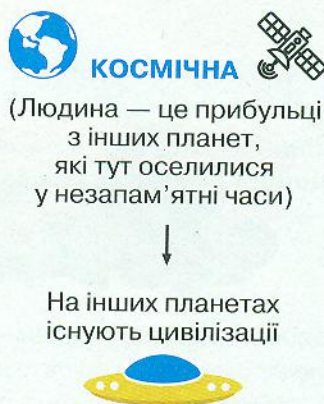 КОСМІЧНА
(Людина — це прибульці
з інших планет,
які тут оселилися
у незапам’ятні часи)
На інших планетах
існують цивілізації